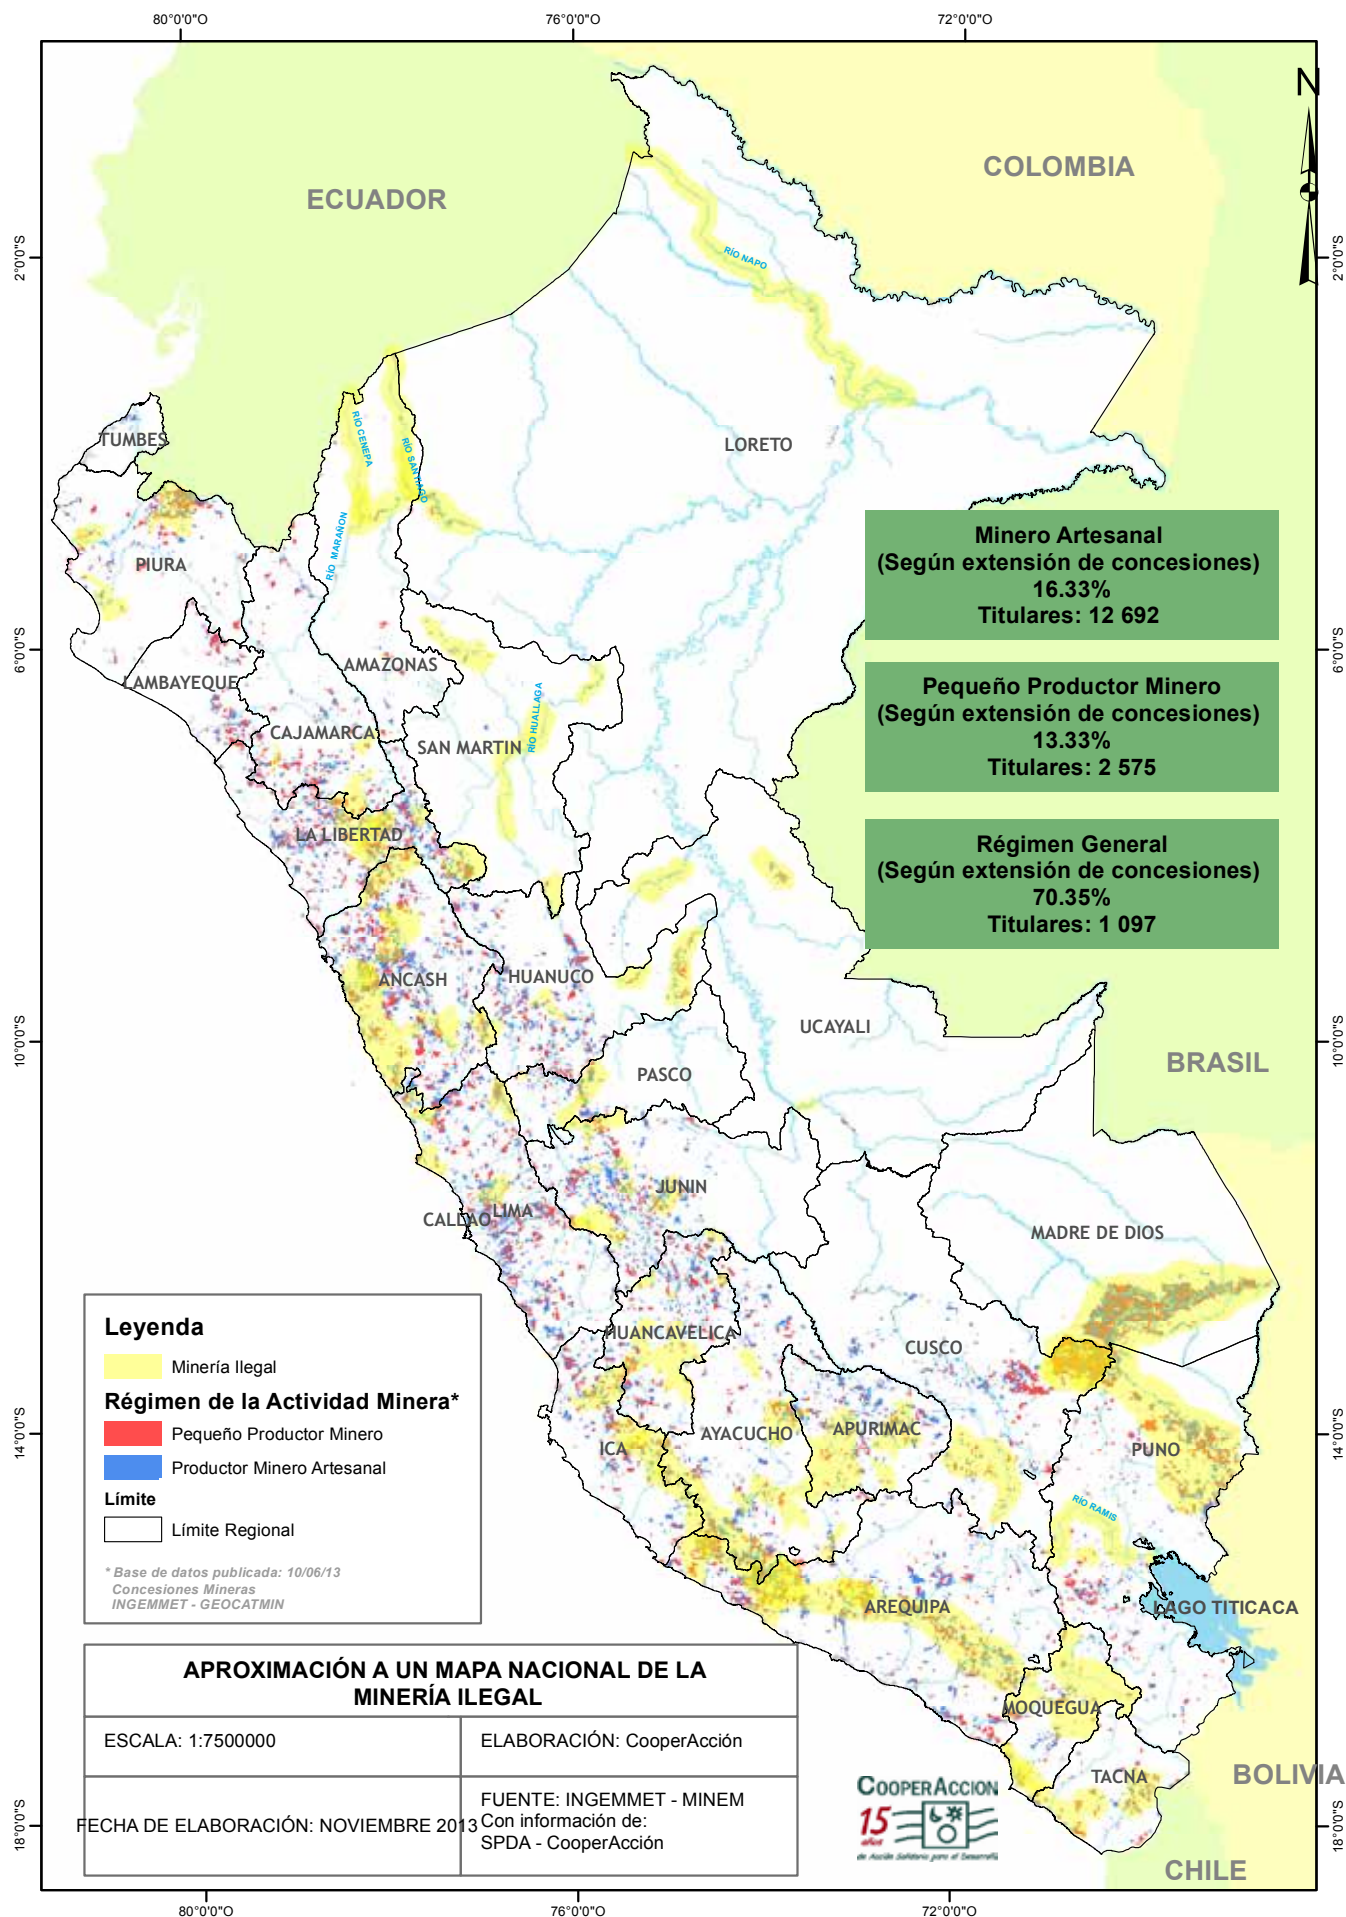 80°0'0"O
76°0'0"O
72°0'0"O
N
COLOMBIA
ECUADOR
2°0'0"S
2°0'0"S
RÍO NAPO
RÍO CENEPA
RÍO SANTIAGO
TUMBES
LORETO
RÍO MARAÑON
PIURA
Minero Artesanal
(Según extensión de concesiones)
16.33%
Titulares: 12 692
6°0'0"S
6°0'0"S
AMAZONAS
LAMBAYEQUE
RÍO HUALLAGA
CAJAMARCA
SAN MARTIN
Pequeño Productor Minero
(Según extensión de concesiones)
13.33%
Titulares: 2 575
LA LIBERTAD
Régimen General
(Según extensión de concesiones)
70.35%
Titulares: 1 097
ANCASH
HUANUCO
UCAYALI
10°0'0"S
10°0'0"S
PASCO
BRASIL
JUNIN
CALLAO
LIMA
MADRE DE DIOS
HUANCAVELICA
CUSCO
AYACUCHO
APURIMAC
ICA
PUNO
14°0'0"S
14°0'0"S
RÍO RAMIS
AREQUIPA
LAGO TITICACA
MOQUEGUA
TACNA
BOLIVIA
CHILE
18°0'0"S
18°0'0"S
Leyenda
Minería Ilegal
Régimen de la Actividad Minera*
Pequeño Productor Minero
Productor Minero Artesanal
Límite
Límite Regional
* Base de datos publicada: 10/06/13
Concesiones Mineras
INGEMMET - GEOCATMIN
APROXIMACIÓN A UN MAPA NACIONAL DE LA
MINERÍA ILEGAL
ESCALA: 1:7500000
ELABORACIÓN: CooperAcción
FECHA DE ELABORACIÓN: NOVIEMBRE 2013
FUENTE: INGEMMET - MINEM
Con información de:
SPDA - CooperAcción
COOPERACCION
15
años
de Acción Solidaria para el Desarrollo
80°0'0"O
76°0'0"O
72°0'0"O